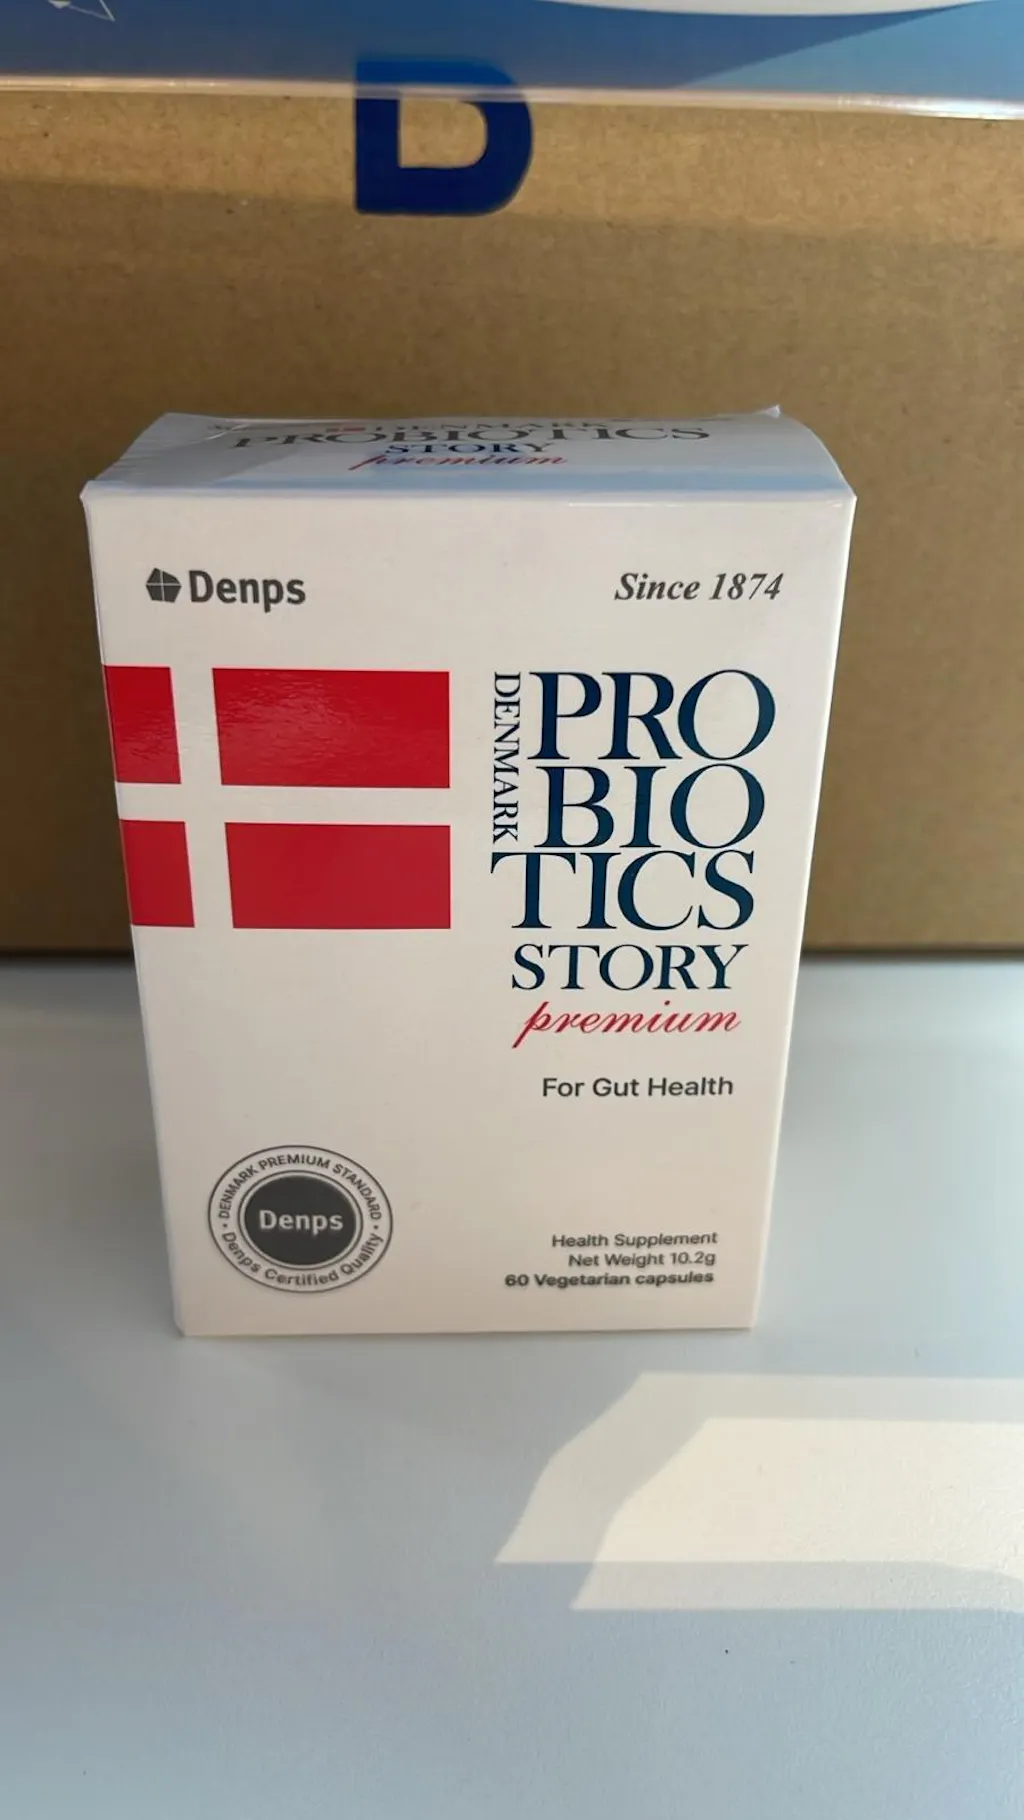 DENMARK
PROBIOTICS
STORY
premium
Denps
Since 1874
DENMARK
PRO
BIO
TICS
STORY
premium
For Gut Health
DENMARK PREMIUM STANDARD
Denps
Denps Certified Quality
Health Supplement
Net Weight 10.2g
60 Vegetarian capsules